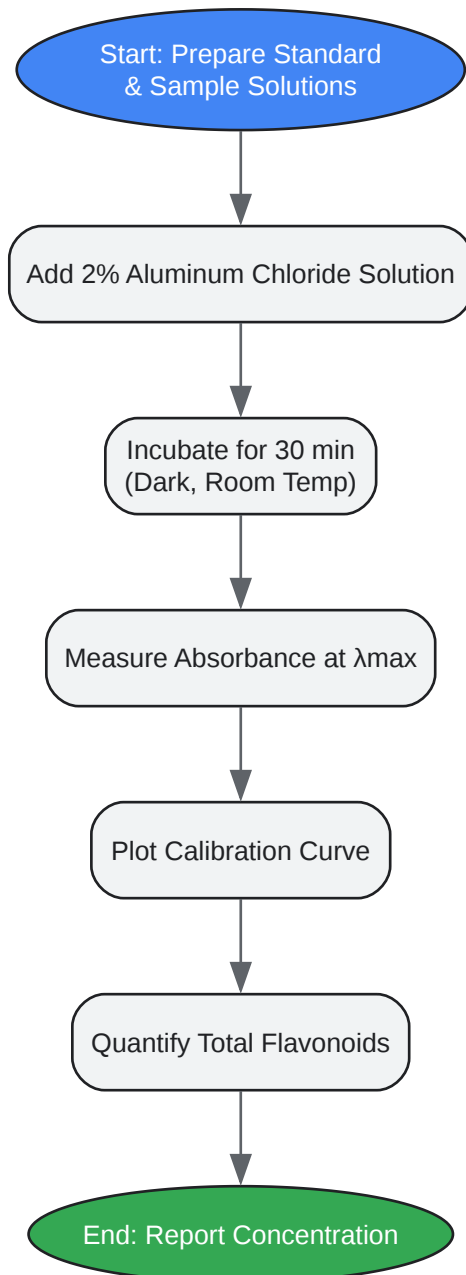 Start: Prepare Standard
& Sample Solutions
Add 2% Aluminum Chloride Solution
Incubate for 30 min
(Dark, Room Temp)
Measure Absorbance at λmax
Plot Calibration Curve
Quantify Total Flavonoids
End: Report Concentration